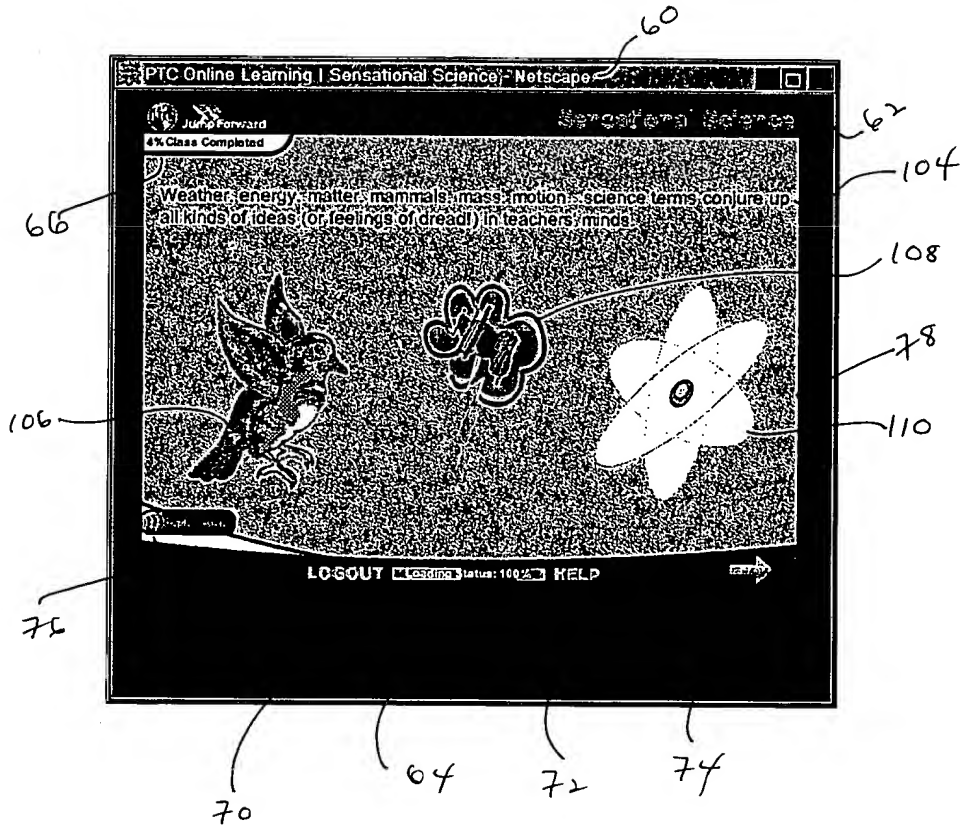 60
PTC Online Learning | Sensational Science - Netscape
62
Jump Forward
Sensational Science
4% Class Completed
104
66
Weather, energy, matter, mammals, mass, motion... science terms conjure up
all kinds of ideas (or feelings of dread!) in teachers' minds
108
78
106
110
LOGOUT Loading Status: 100% HELP
76
70
64
72
74